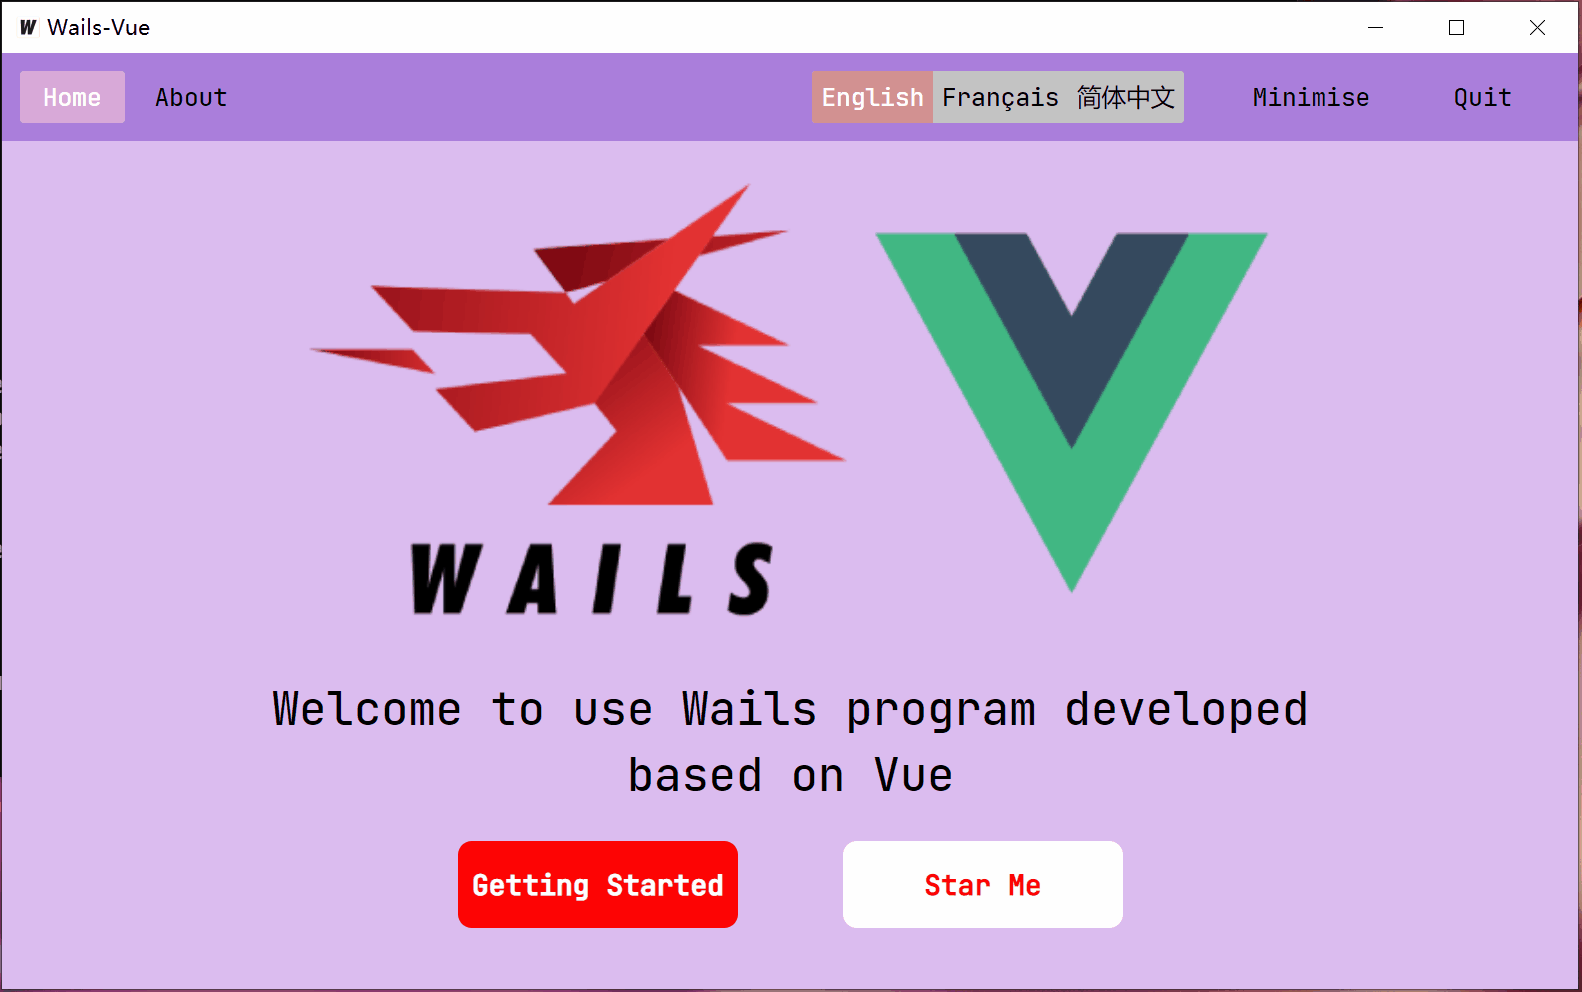 Wails-Vue
Home About English Français 简体中文 Minimise Quit
WAILS
Welcome to use Wails program developed
based on Vue
Getting Started Star Me